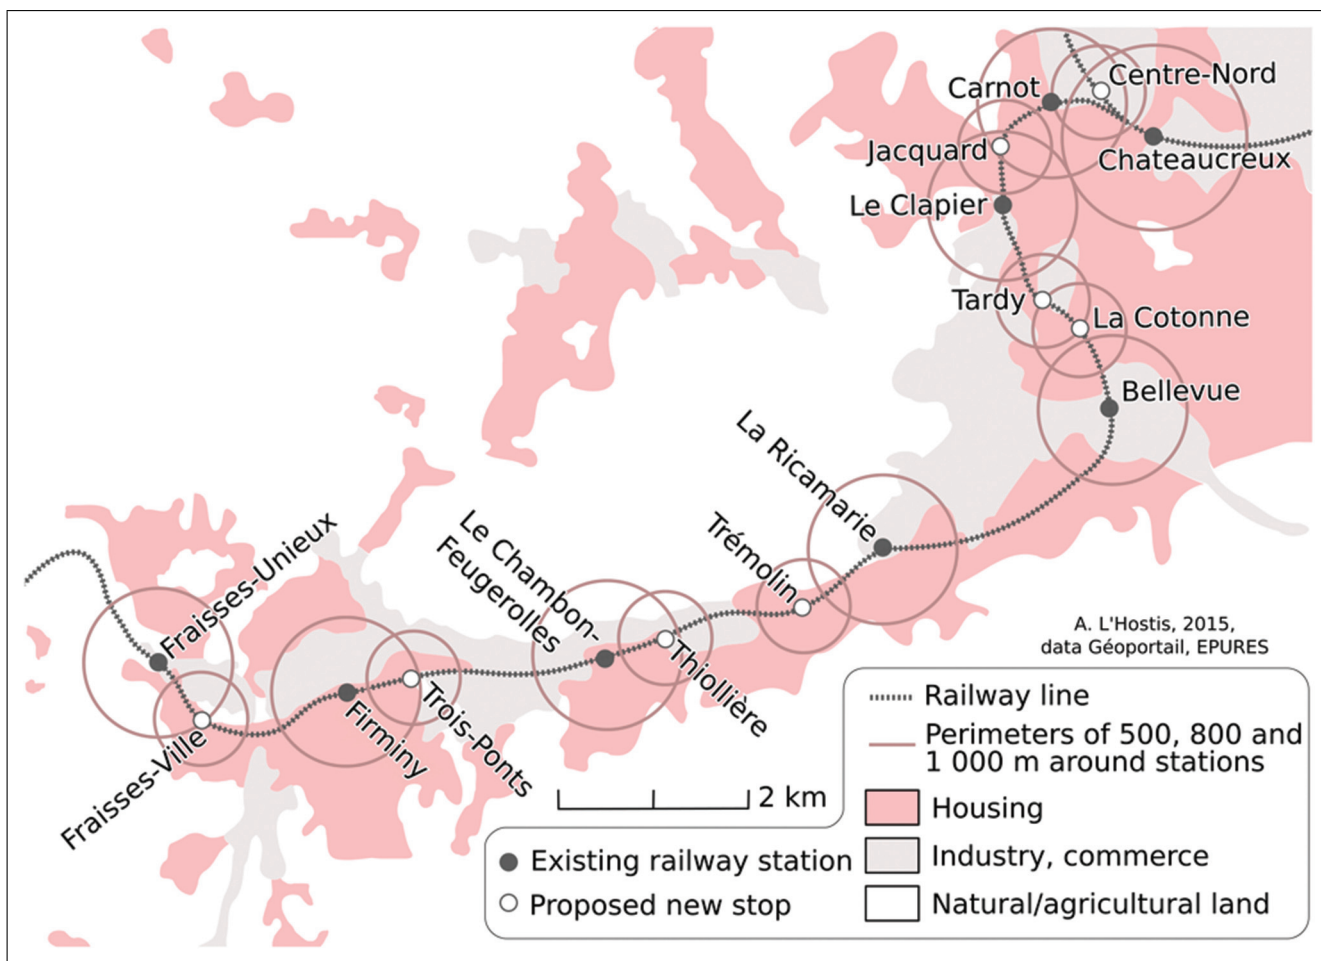 Centre-Nord
Carnot
Jacquard
Chateaucreux
Le Clapier
Tardy
La Cotonne
Bellevue
La Ricamarie
Trémolin
Le Chambon-
Feugerolles
Thiollière
Fraisses-Unieux
Fraisses-Ville
Firminy
Trois-Ponts
A. L'Hostis, 2015,
data Géoportail, EPURES
2 km
Existing railway station
Proposed new stop
Railway line
Perimeters of 500, 800 and
1 000 m around stations
Housing
Industry, commerce
Natural/agricultural land